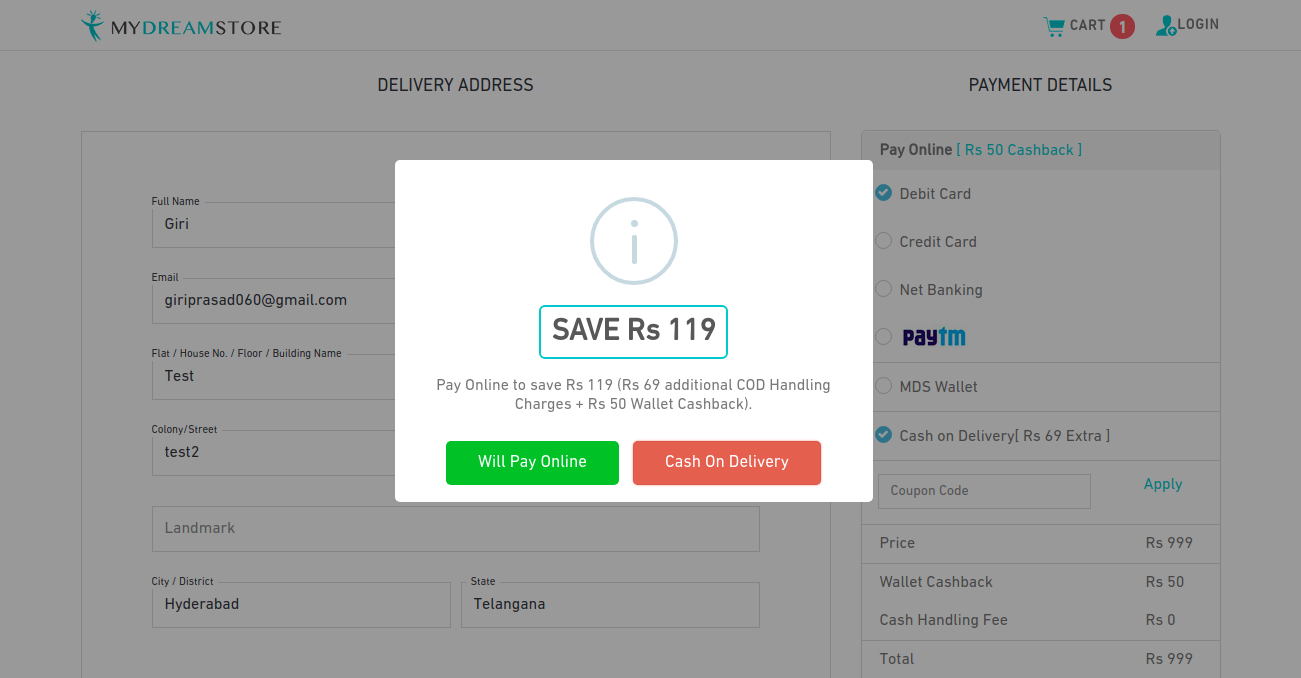 MYDREAMSTORE
CART 1
LOGIN
DELIVERY ADDRESS
PAYMENT DETAILS
Full Name
Giri
Email
giriprasad060@gmail.com
Flat / House No. / Floor / Building Name
Test
Colony/Street
test2
Landmark
City / District
Hyderabad
State
Telangana
SAVE Rs 119
Pay Online to save Rs 119 (Rs 69 additional COD Handling
Charges + Rs 50 Wallet Cashback).
Will Pay Online
Cash On Delivery
Pay Online [ Rs 50 Cashback ]
Debit Card
Credit Card
Net Banking
paytm
MDS Wallet
Cash on Delivery[ Rs 69 Extra ]
Coupon Code
Apply
Price Rs 999
Wallet Cashback Rs 50
Cash Handling Fee Rs 0
Total Rs 999